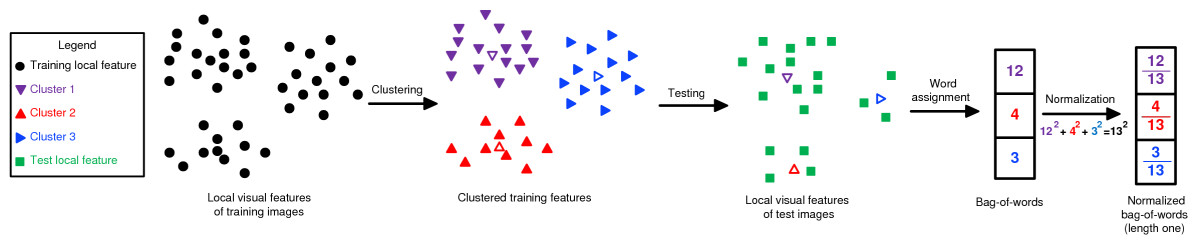 Legend
Training local feature
Cluster 1
Cluster 2
Cluster 3
Test local feature
Local visual features
of training images
Clustering
Clustered training features
Testing
Local visual features
of test images
Word
assignment
12
4
3
Bag-of-words
Normalization
12² + 4² + 3² =13²
12
13
4
13
3
13
Normalized
bag-of-words
(length one)